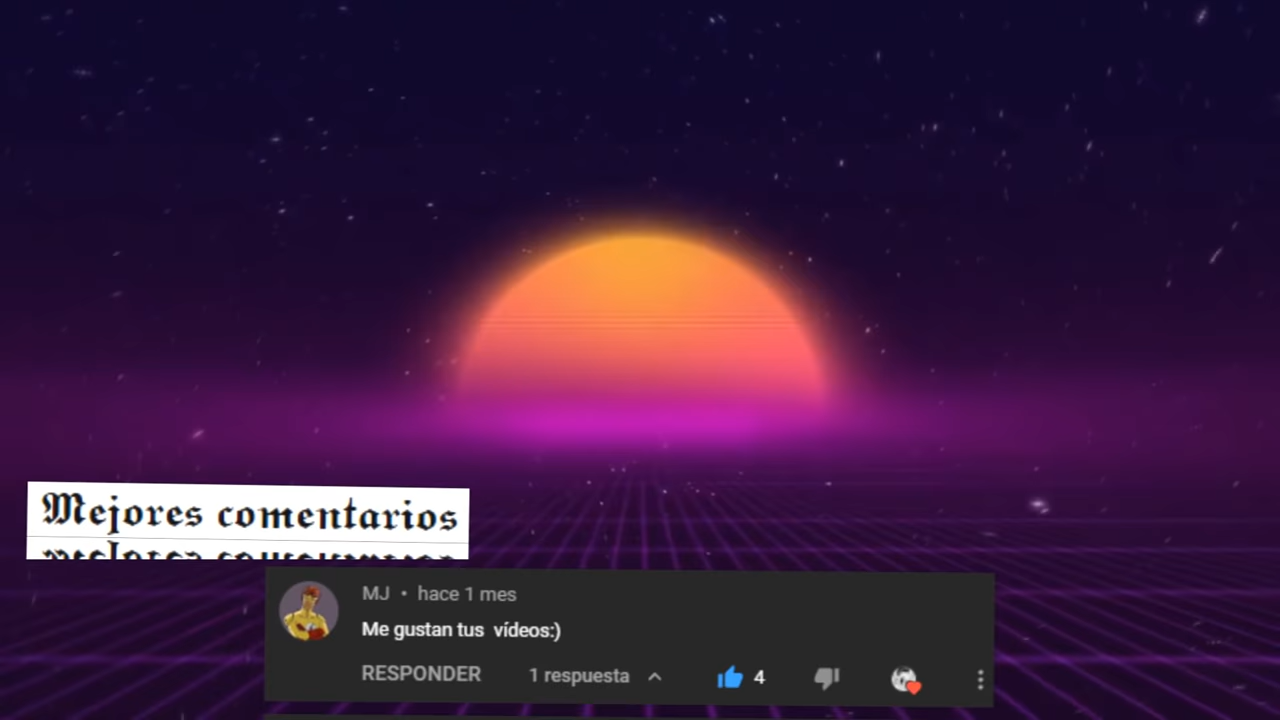 Mejores comentarios
MJ • hace 1 mes
Me gustan tus vídeos:)
RESPONDER 1 respuesta 4